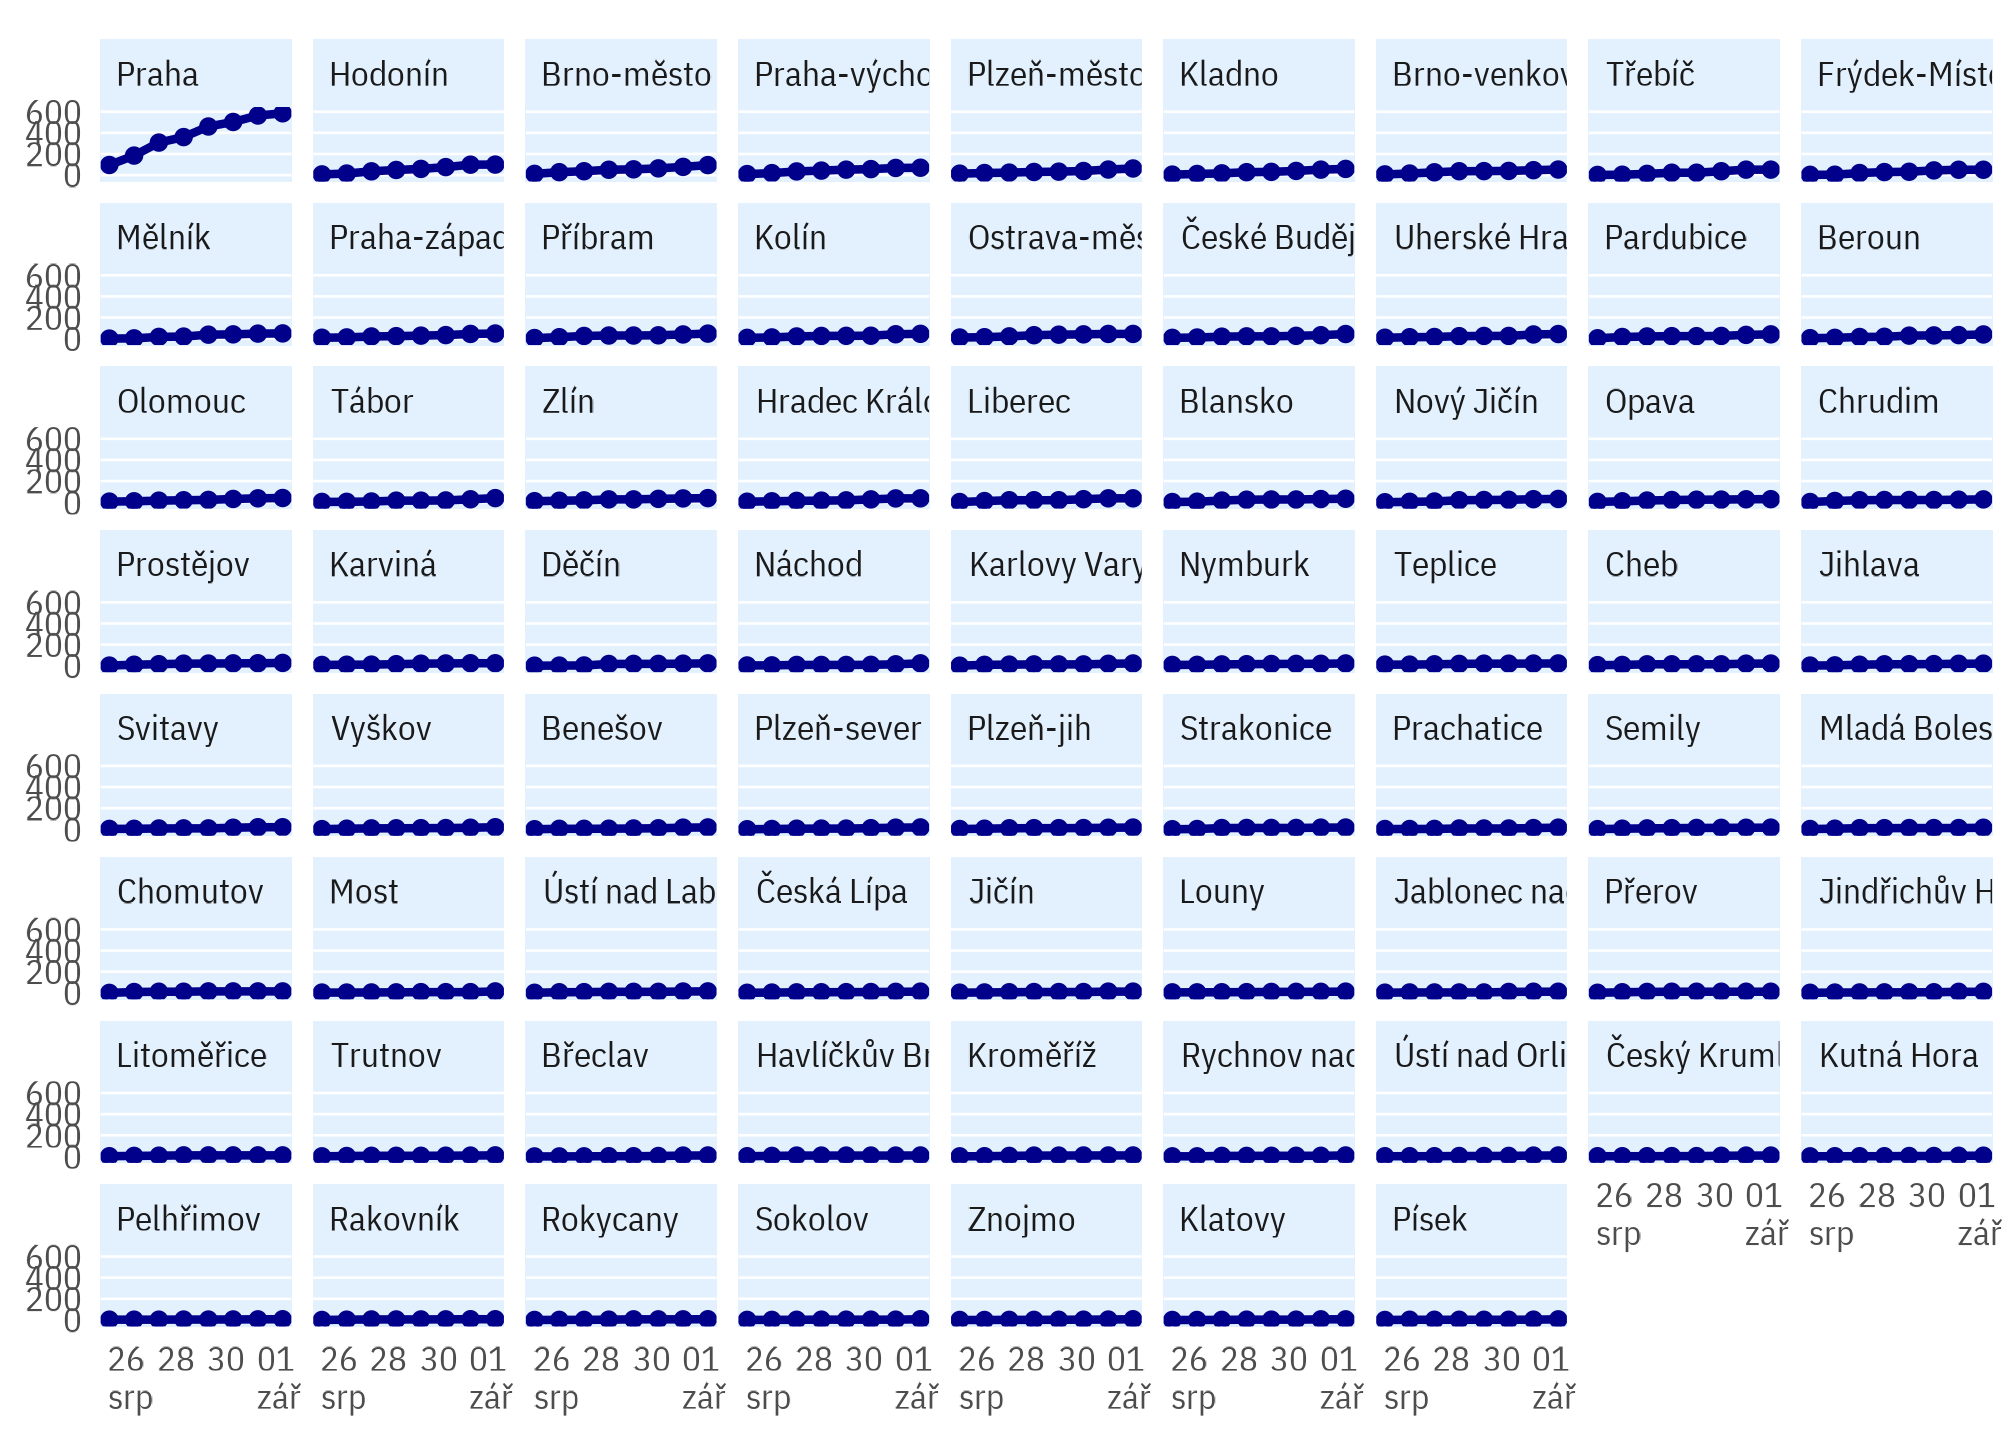 Praha Hodonín Brno-město Praha-výcho Plzeň-městc Kladno Brno-venkov Třebíč Frýdek-Míste
600
400
200
0
Mělník Praha-západ Příbram Kolín Ostrava-měs České Buděj Uherské Hra Pardubice Beroun
600
400
200
0
Olomouc Tábor Zlín Hradec Králo Liberec Blansko Nový Jičín Opava Chrudim
600
400
200
0
Prostějov Karviná Děčín Náchod Karlovy Vary Nymburk Teplice Cheb Jihlava
600
400
200
0
Svitavy Vyškov Benešov Plzeň-sever Plzeň-jih Strakonice Prachatice Semily Mladá Boles
600
400
200
0
Chomutov Most Ústí nad Lab Česká Lípa Jičín Louny Jablonec nad Přerov Jindřichův H
600
400
200
0
Litoměřice Trutnov Břeclav Havlíčkův Br Kroměříž Rychnov nad Ústí nad Orli Český Kruml Kutná Hora
600
400
200
0
26 28 30 01 26 28 30 01
srp zář srp zář
Pelhřimov Rakovník Rokycany Sokolov Znojmo Klatovy Písek
600
400
200
0
26 28 30 01 26 28 30 01 26 28 30 01 26 28 30 01 26 28 30 01 26 28 30 01 26 28 30 01
srp zář srp zář srp zář srp zář srp zář srp zář srp zář